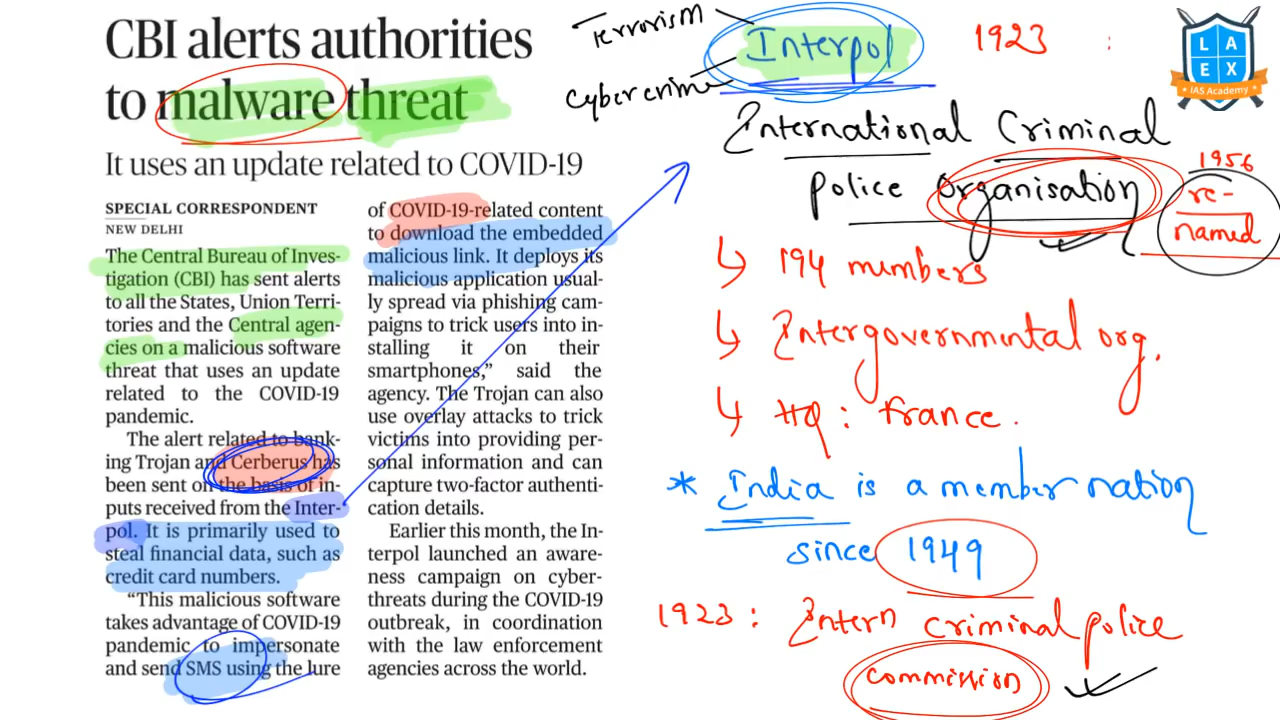 CBI alerts authorities
to malware threat
It uses an update related to COVID-19
SPECIAL CORRESPONDENT
NEW DELHI
The Central Bureau of Inves-
tigation (CBI) has sent alerts
to all the States, Union Terri-
tories and the Central agen-
cies on a malicious software
threat that uses an update
related to the COVID-19
pandemic.
The alert related to bank-
ing Trojan and Cerberus has
been sent on the basis of in-
puts received from the Inter-
pol. It is primarily used to
steal financial data, such as
credit card numbers.
“This malicious software
takes advantage of COVID-19
pandemic to impersonate
and send SMS using the lure
of COVID-19-related content
to download the embedded
malicious link. It deploys its
malicious application usual-
ly spread via phishing cam-
paigns to trick users into in-
stalling it on their
smartphones,” said the
agency. The Trojan can also
use overlay attacks to trick
victims into providing per-
sonal information and can
capture two-factor authenti-
cation details.
Earlier this month, the In-
terpol launched an aware-
ness campaign on cyber-
threats during the COVID-19
outbreak, in coordination
with the law enforcement
agencies across the world.
Terrorism
Cybercrime
Interpol
1923 :
International Criminal
police Organisation
1956
re-
named
194 members
Intergovernmental org.
HQ : france.
* India is a member nation
since 1949
1923 : Intern criminal police
commission
L A
E X
IAS Academy